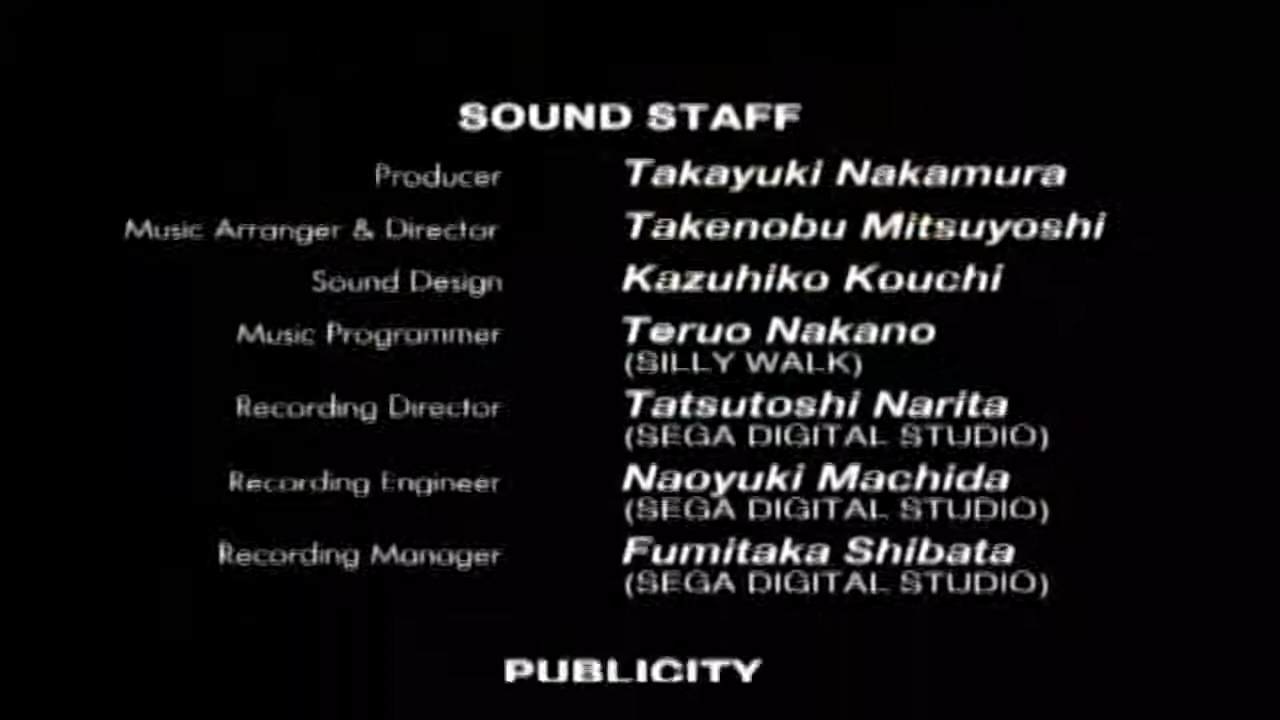 SOUND STAFF
Producer Takayuki Nakamura
Music Arranger & Director Takenobu Mitsuyoshi
Sound Design Kazuhiko Kouchi
Music Programmer Teruo Nakano
(SILLY WALK)
Recording Director Tatsutoshi Narita
(SEGA DIGITAL STUDIO)
Recording Engineer Naoyuki Machida
(SEGA DIGITAL STUDIO)
Recording Manager Fumitaka Shibata
(SEGA DIGITAL STUDIO)
PUBLICITY